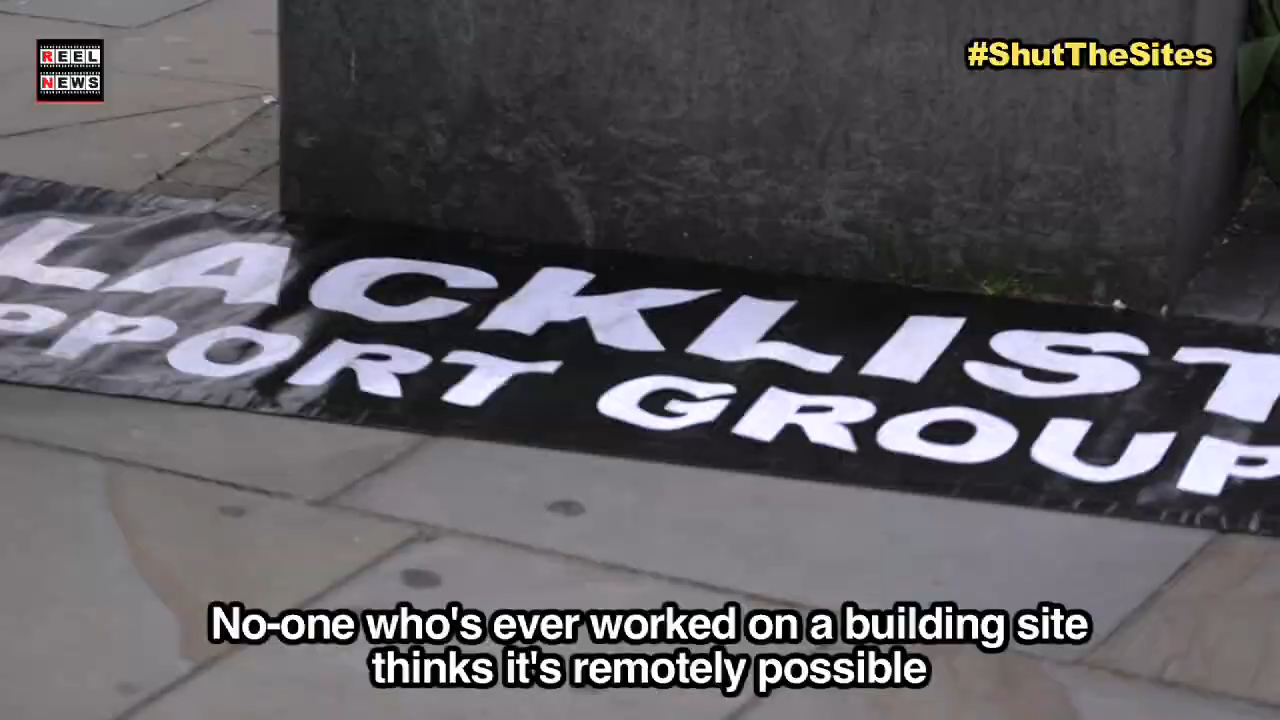 REEL
NEWS
#ShutTheSites
LACKLIST
PPORT GROUP
No-one who's ever worked on a building site
thinks it's remotely possible